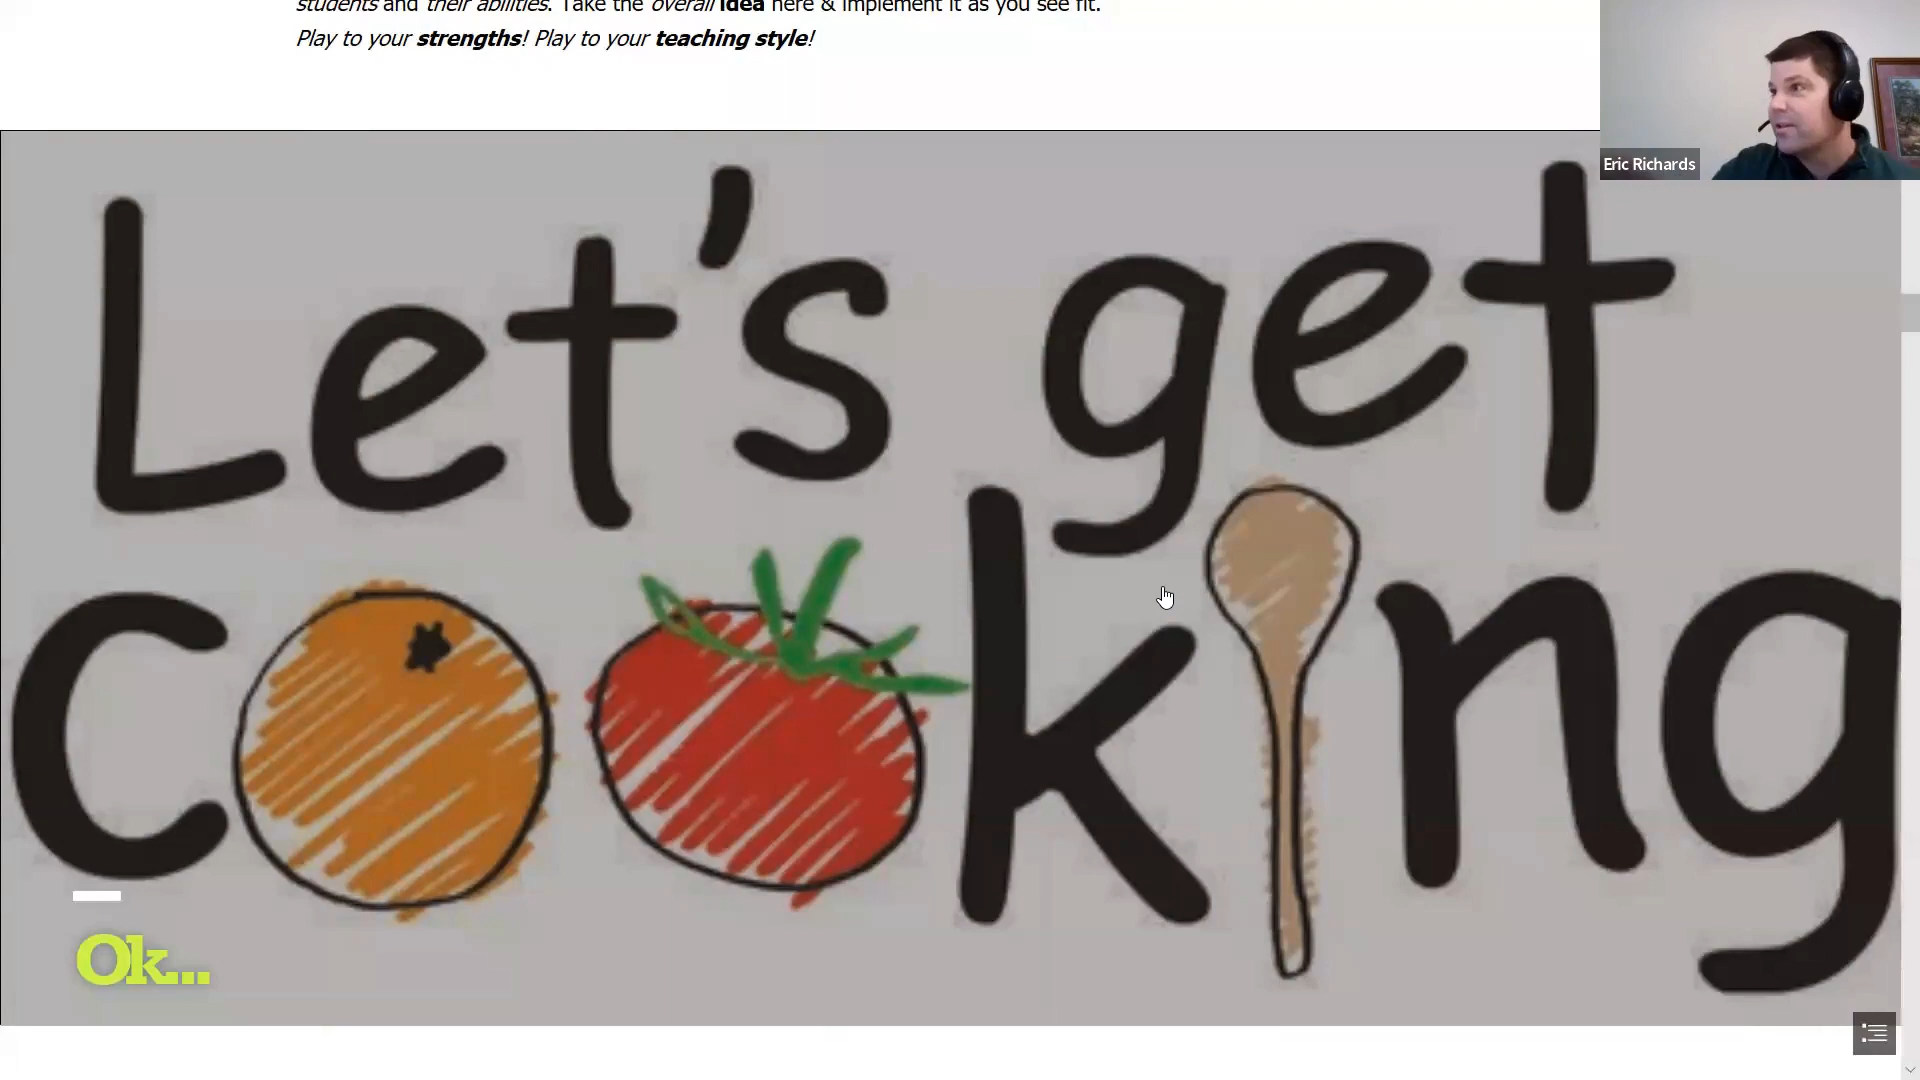 students and their abilities. Take the overall idea here & implement it as you see fit.
Play to your strengths! Play to your teaching style!
Eric Richards
Let's get
cooking
Ok...